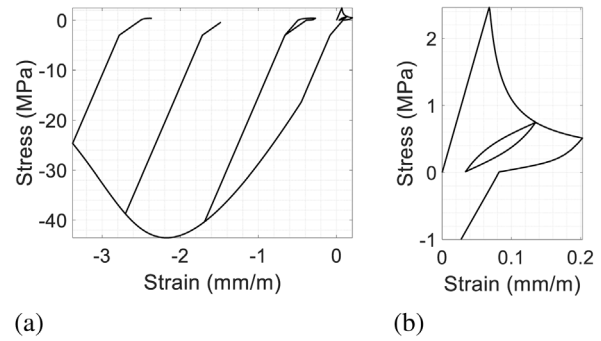 0
-10
-20
-30
-40
Stress (MPa)
-3 -2 -1 0
Strain (mm/m)
(a)
2
1
0
-1
Stress (MPa)
0 0.1 0.2
Strain (mm/m)
(b)